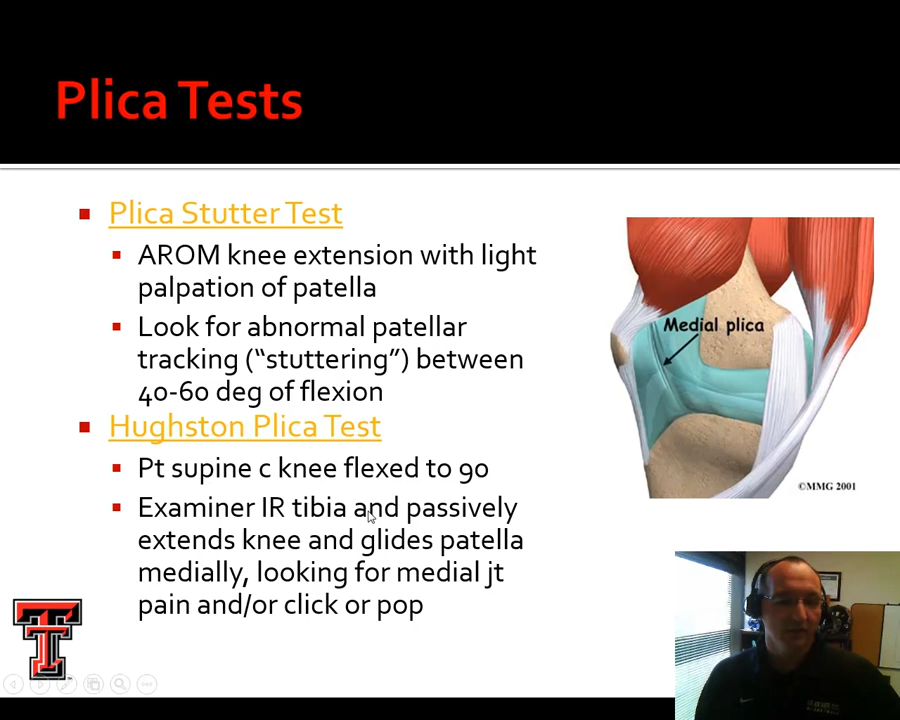 Plica Tests
Plica Stutter Test
AROM knee extension with light
palpation of patella
Look for abnormal patellar
tracking (“stuttering”) between
40-60 deg of flexion
Hughston Plica Test
Pt supine c knee flexed to 90
Examiner IR tibia and passively
extends knee and glides patella
medially, looking for medial jt
pain and/or click or pop
Medial plica
©MMG 2001